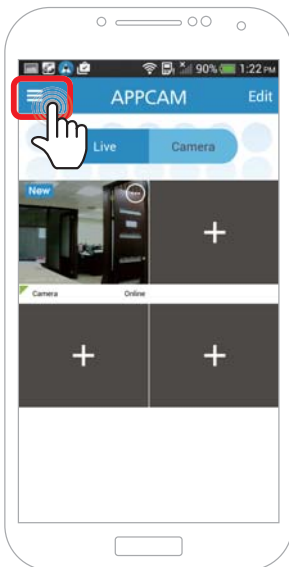 90% 1:22 PM
APPCAM Edit
Live Camera
New
Camera Online